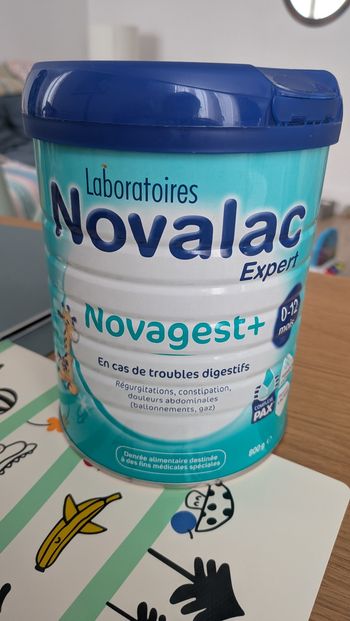 Laboratoires
Novalac
Expert
Novagest+
0-12
mois
En cas de troubles digestifs
Régurgitations, constipation,
douleurs abdominales
(ballonnements, gaz)
PAX
Denrée alimentaire destinée
à des fins médicales spéciales
800 g e